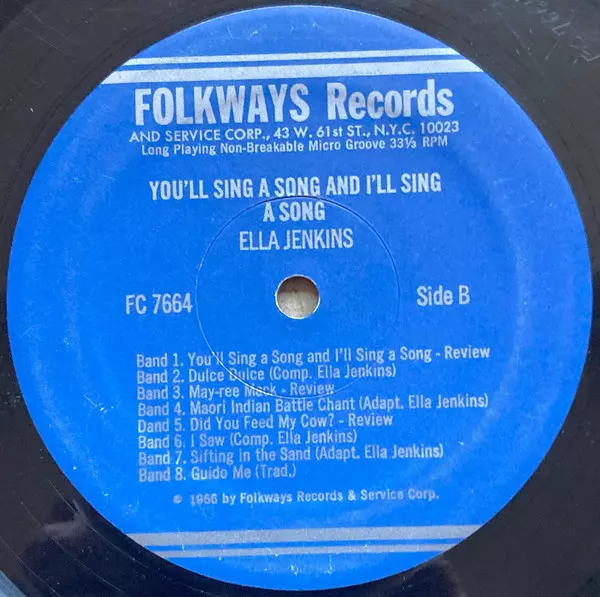 FOLKWAYS Records
AND SERVICE CORP., 43 W. 61st ST., N.Y.C. 10023
Long Playing Non-Breakable Micro Groove 33⅓ RPM
YOU'LL SING A SONG AND I'LL SING
A SONG
ELLA JENKINS
FC 7664 Side B
Band 1. You'll Sing a Song and I'll Sing a Song - Review
Band 2. Dulce Dulce (Comp. Ella Jenkins)
Band 3. May-ree Mack - Review
Band 4. Maori Indian Battle Chant (Adapt. Ella Jenkins)
Dand 5. Did You Feed My Cow? - Review
Band 6. I Saw (Comp. Ella Jenkins)
Band 7. Sifting in the Sand (Adapt. Ella Jenkins)
Band 8. Guido Me (Trad.)
© 1966 by Folkways Records & Service Corp.